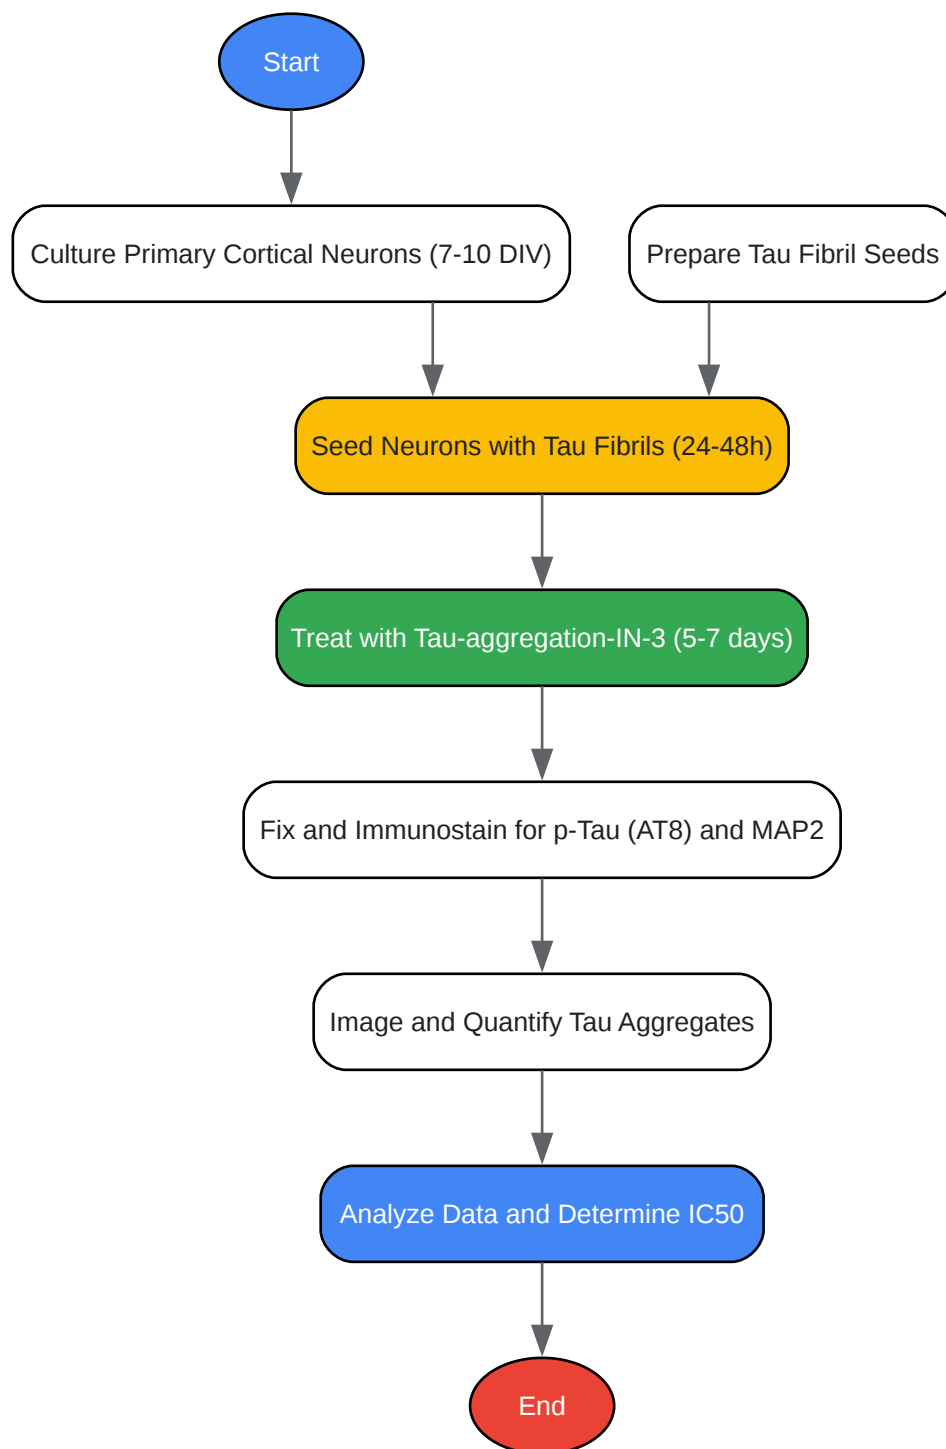 Start
Culture Primary Cortical Neurons (7-10 DIV)
Prepare Tau Fibril Seeds
Seed Neurons with Tau Fibrils (24-48h)
Treat with Tau-aggregation-IN-3 (5-7 days)
Fix and Immunostain for p-Tau (AT8) and MAP2
Image and Quantify Tau Aggregates
Analyze Data and Determine IC50
End